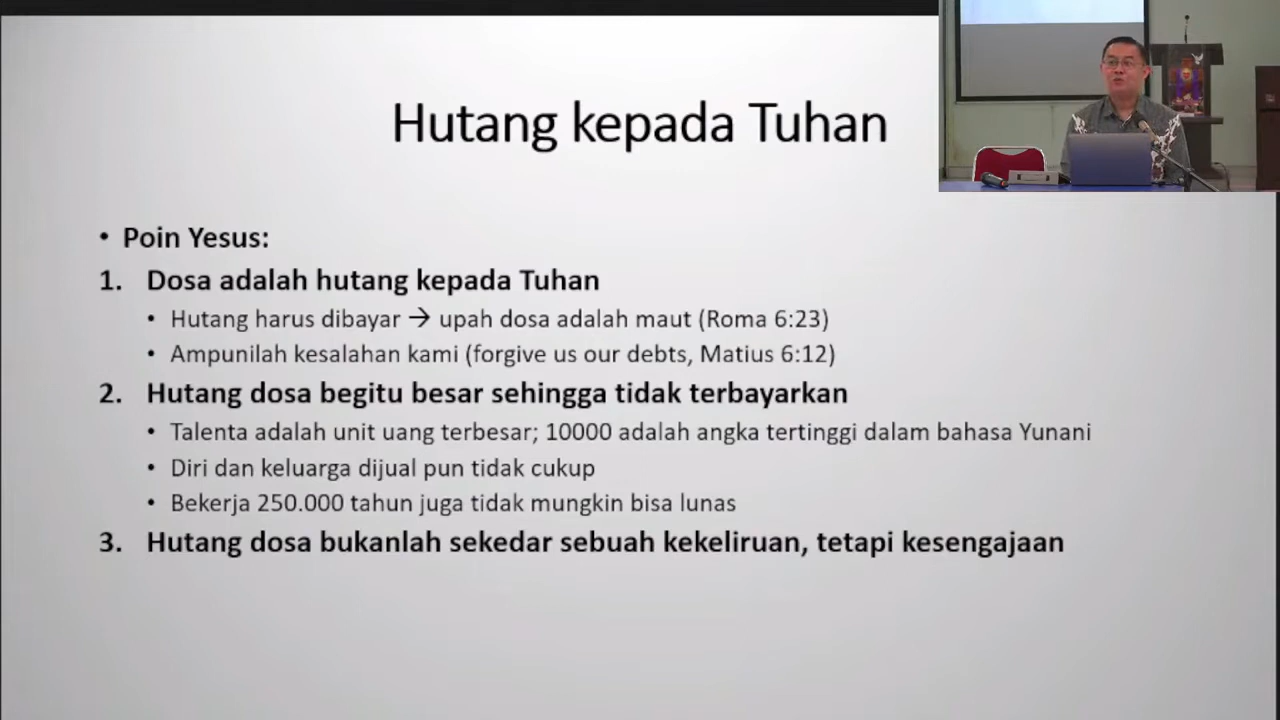 Hutang kepada Tuhan
• Poin Yesus:
1. Dosa adalah hutang kepada Tuhan
• Hutang harus dibayar → upah dosa adalah maut (Roma 6:23)
• Ampunilah kesalahan kami (forgive us our debts, Matius 6:12)
2. Hutang dosa begitu besar sehingga tidak terbayarkan
• Talenta adalah unit uang terbesar; 10000 adalah angka tertinggi dalam bahasa Yunani
• Diri dan keluarga dijual pun tidak cukup
• Bekerja 250.000 tahun juga tidak mungkin bisa lunas
3. Hutang dosa bukanlah sekedar sebuah kekeliruan, tetapi kesengajaan